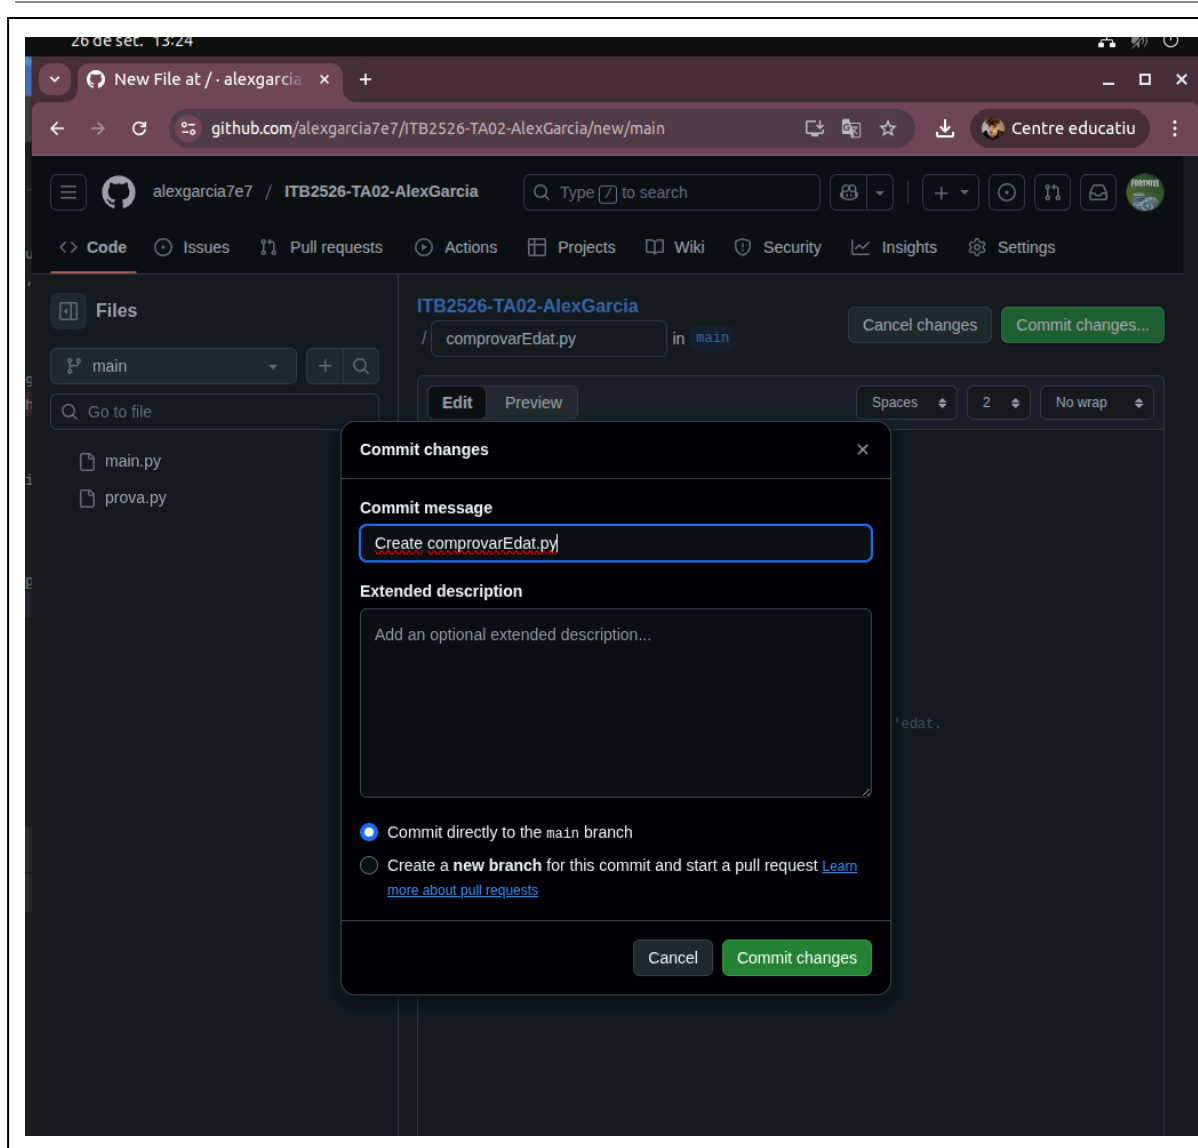 26 de set. 13:24
New File at / · alexgarcia
github.com/alexgarcia7e7/ITB2526-TA02-AlexGarcia/new/main
Centre educatiu
alexgarcia7e7 / ITB2526-TA02-AlexGarcia
Type / to search
FORTNITE
Code Issues Pull requests Actions Projects Wiki Security Insights Settings
Files
ITB2526-TA02-AlexGarcia
/ comprovarEdat.py in main
Cancel changes Commit changes...
main
Go to file
Edit Preview
Spaces 2 No wrap
main.py
prova.py
Commit changes
Commit message
Create comprovarEdat.py
Extended description
Add an optional extended description...
'edat.
Commit directly to the main branch
Create a new branch for this commit and start a pull request Learn
more about pull requests
Cancel Commit changes